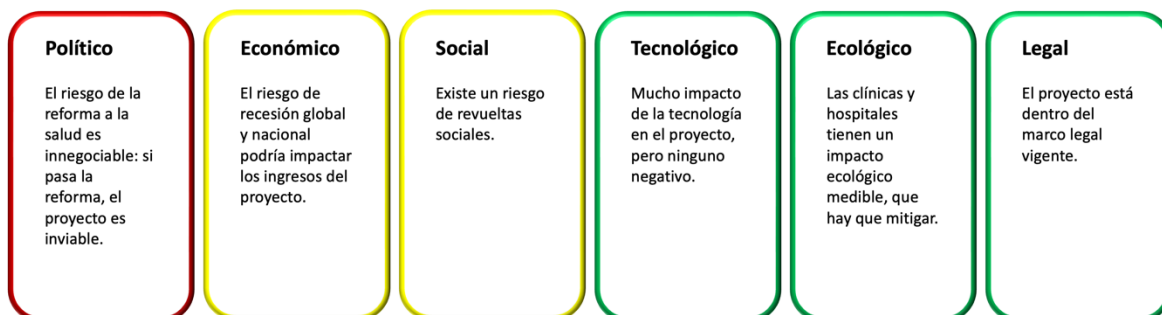 Político
El riesgo de la
reforma a la
salud es
innegociable: si
pasa la
reforma, el
proyecto es
inviable.
Económico
El riesgo de
recesión global
y nacional
podría impactar
los ingresos del
proyecto.
Social
Existe un riesgo
de revueltas
sociales.
Tecnológico
Mucho impacto
de la tecnología
en el proyecto,
pero ninguno
negativo.
Ecológico
Las clínicas y
hospitales
tienen un
impacto
ecológico
medible, que
hay que mitigar.
Legal
El proyecto está
dentro del
marco legal
vigente.